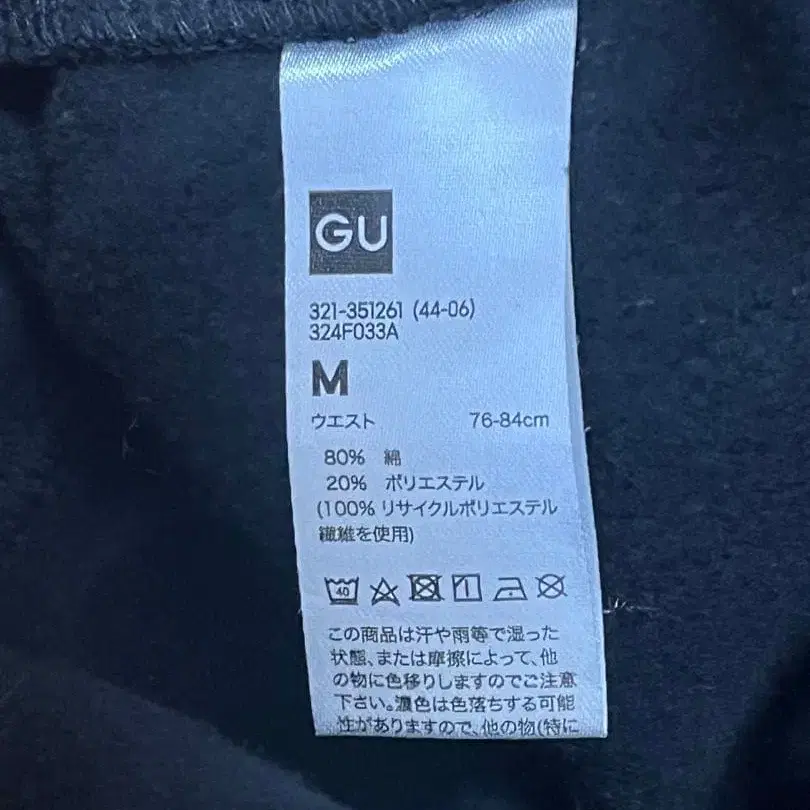 GU
321-351261 (44-06)
324F033A
M
ウエスト 76-84cm
80% 綿
20% ポリエステル
(100% リサイクルポリエステル
繊維を使用)
40
この商品は汗や雨等で湿った
状態、または摩擦によって、他
の物に色移りしますのでご注意
下さい。濃色は色落ちする可能
性がありますので、他の物(特に